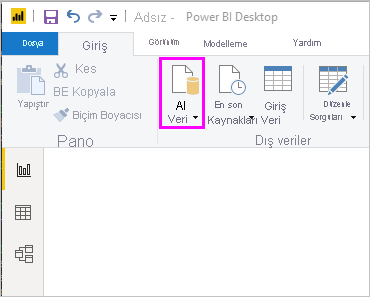 Adsız - Power BI Desktop
Dosya Giriş Görünüm Modelleme Yardım
Yapıştır
Kes
BE Kopyala
Biçim Boyacısı
Pano
Al
Veri
En son
Kaynakları
Giriş
Veri
Düzenle
Sorguları
Dış veriler